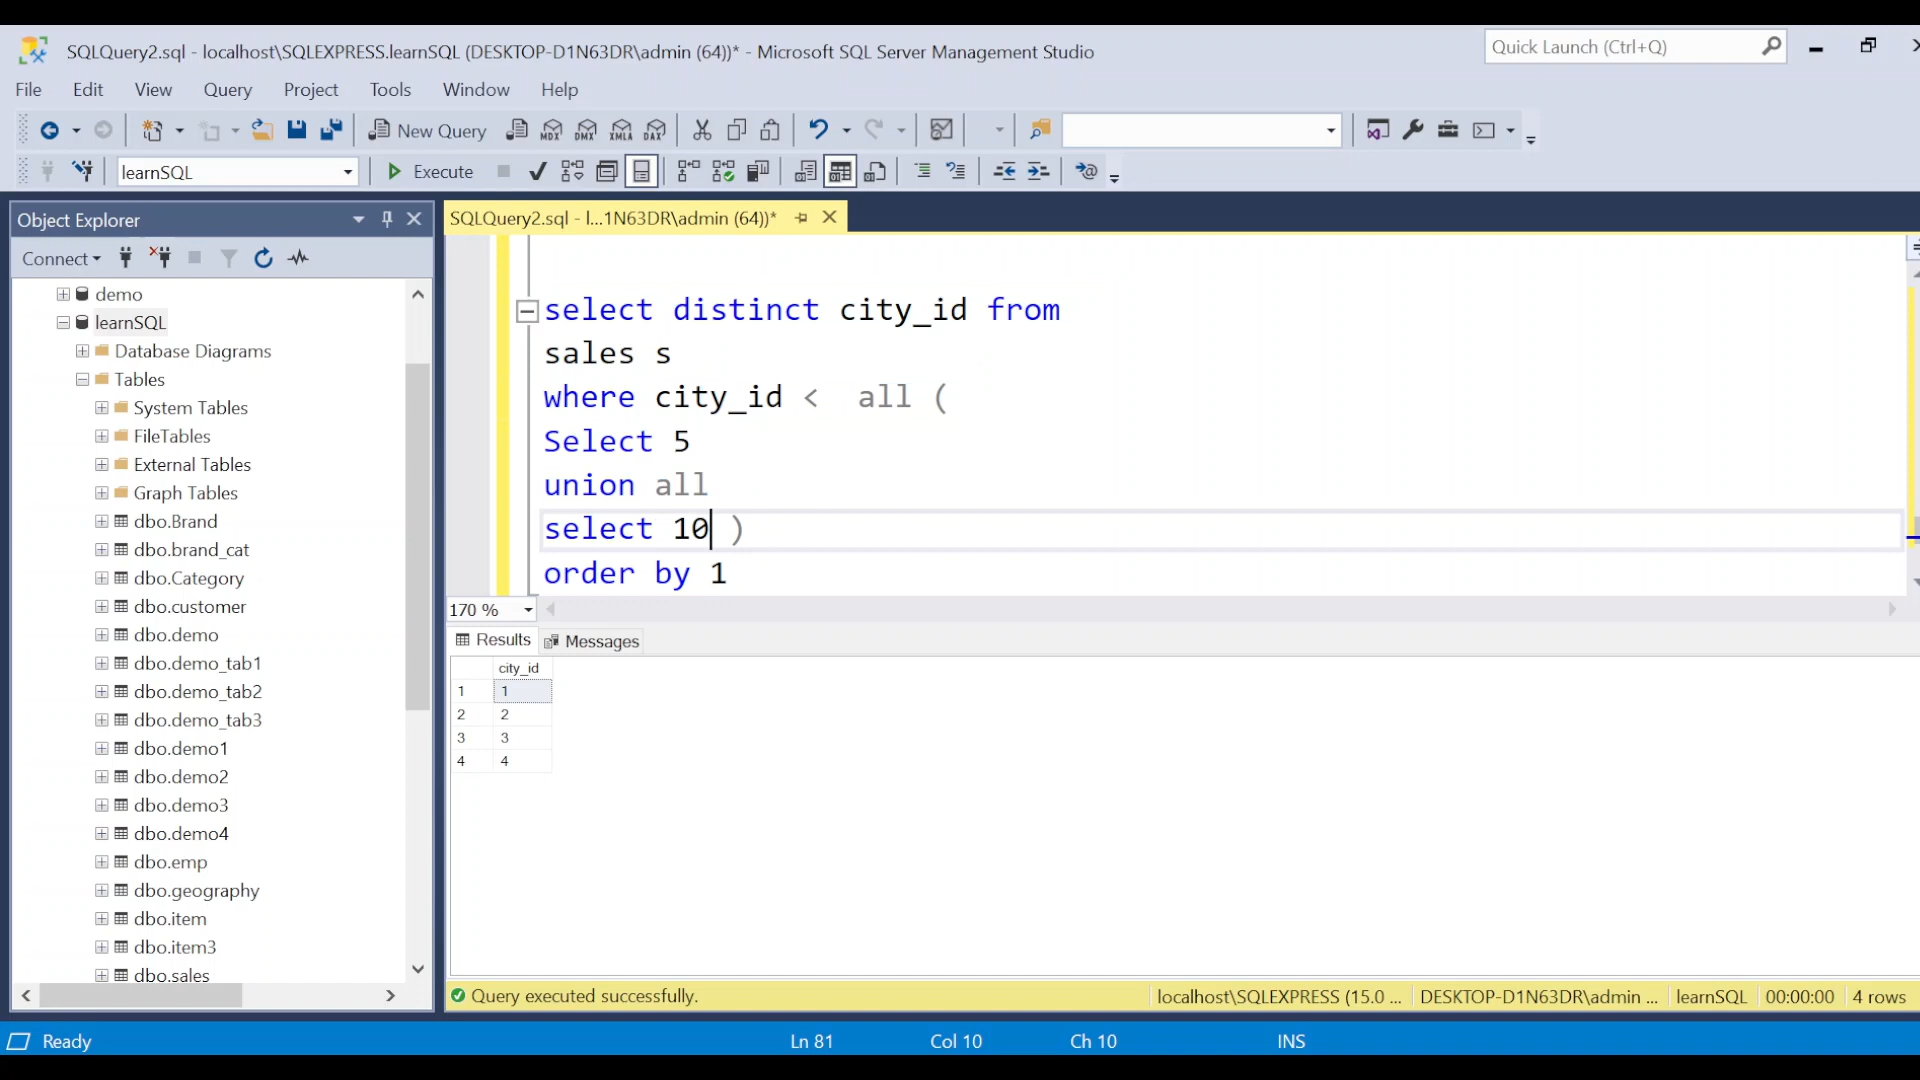 SQLQuery2.sql - localhost\SQLEXPRESS.learnSQL (DESKTOP-D1N63DR\admin (64))* - Microsoft SQL Server Management Studio
Quick Launch (Ctrl+Q)
File Edit View Query Project Tools Window Help
New Query MDX DMX XMLA DAX
learnSQL Execute
Object Explorer
SQLQuery2.sql - l...1N63DR\admin (64))*
Connect
demo
learnSQL
Database Diagrams
Tables
System Tables
FileTables
External Tables
Graph Tables
dbo.Brand
dbo.brand_cat
dbo.Category
dbo.customer
dbo.demo
dbo.demo_tab1
dbo.demo_tab2
dbo.demo_tab3
dbo.demo1
dbo.demo2
dbo.demo3
dbo.demo4
dbo.emp
dbo.geography
dbo.item
dbo.item3
dbo.sales
select distinct city_id from
sales s
where city_id <  all (
Select 5
union all
select 10 )
order by 1
170 %
Results Messages
city_id
1 1
2 2
3 3
4 4
Query executed successfully.
localhost\SQLEXPRESS (15.0 ... DESKTOP-D1N63DR\admin ... learnSQL 00:00:00 4 rows
Ready Ln 81 Col 10 Ch 10 INS